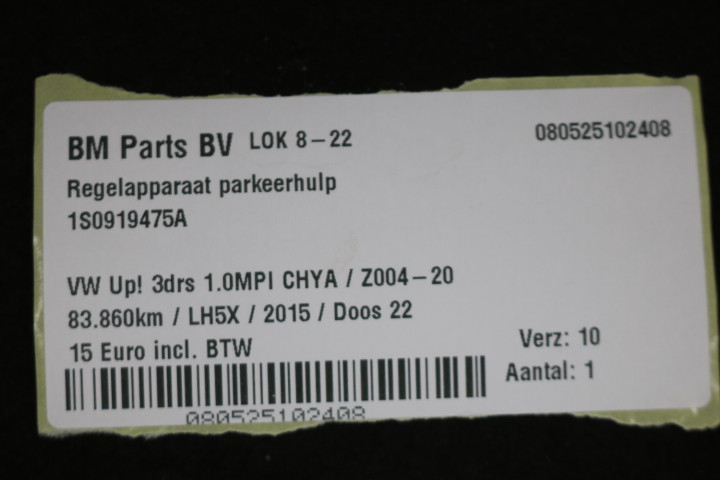 BM Parts BV LOK 8-22
080525102408
Regelapparaat parkeerhulp
1S0919475A
VW Up! 3drs 1.0MPI CHYA / Z004-20
83.860km / LH5X / 2015 / Doos 22
15 Euro incl. BTW
Verz: 10
Aantal: 1
080525102408